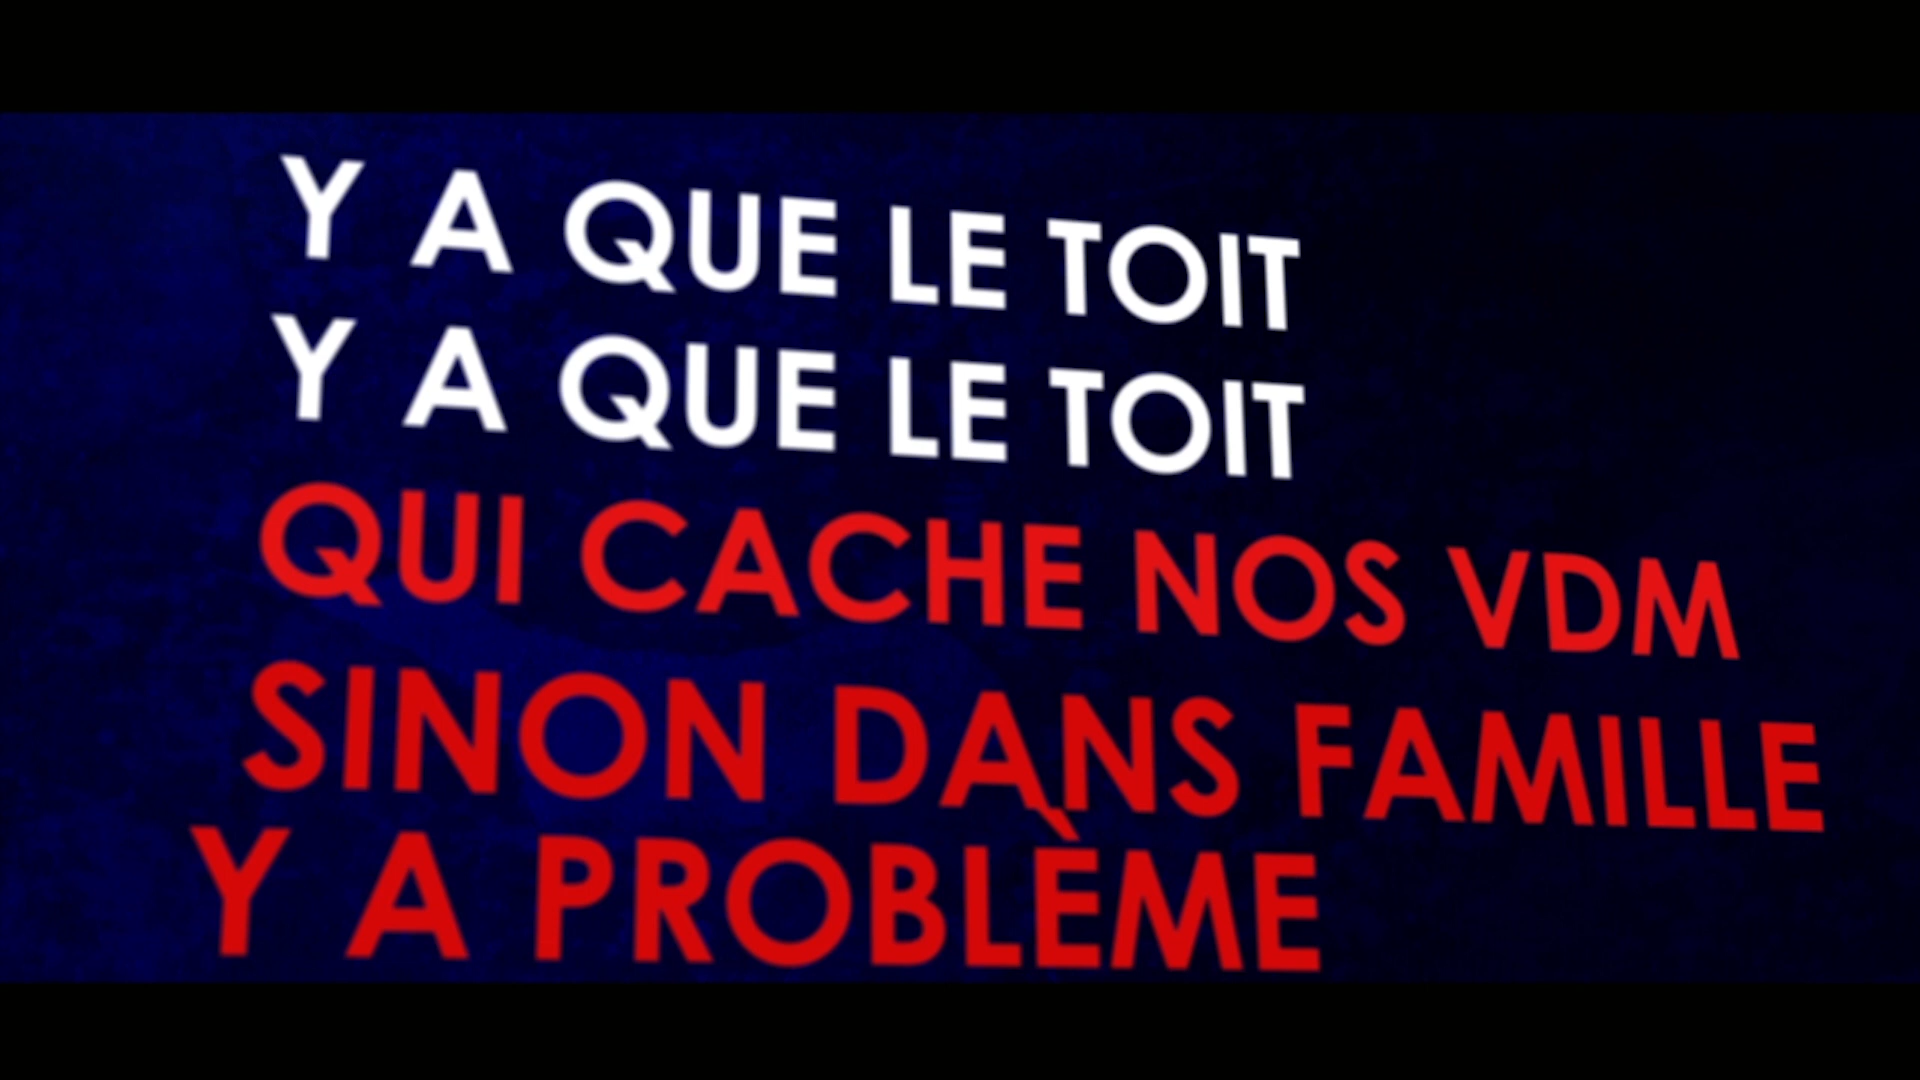 Y A QUE LE TOIT
Y A QUE LE TOIT
QUI CACHE NOS VDM
SINON DANS FAMILLE
Y A PROBLÈME